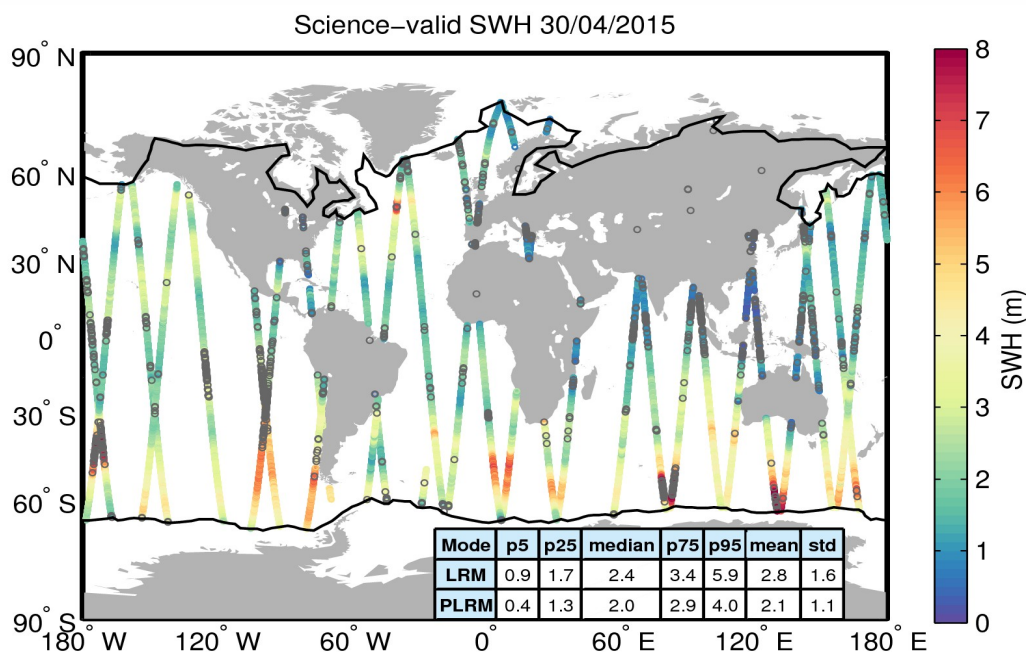 Science−valid SWH 30/04/2015
90° N
60° N
30° N
0°
30° S
60° S
90° S
180° W
120° W
60° W
0°
60° E
120° E
180° E
Mode p5 p25 median p75 p95 mean std
LRM 0.9 1.7 2.4 3.4 5.9 2.8 1.6
PLRM 0.4 1.3 2.0 2.9 4.0 2.1 1.1
8
7
6
5
4
3
2
1
0
SWH (m)